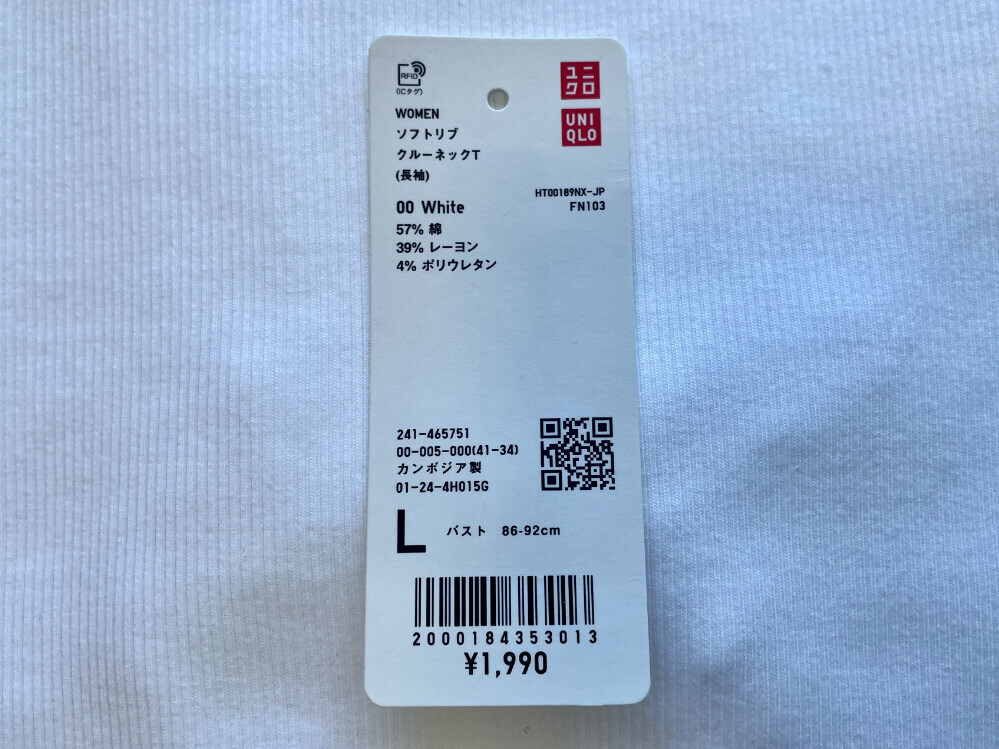 RFID
(ICタグ)
ユニクロ
UNIQLO
WOMEN
ソフトリブ
クルーネックT
(長袖)
HT00189NX-JP
FN103
00 White
57% 綿
39% レーヨン
4% ポリウレタン
241-465751
00-005-000(41-34)
カンボジア製
01-24-4H015G
L バスト 86-92cm
2000184353013
¥1,990